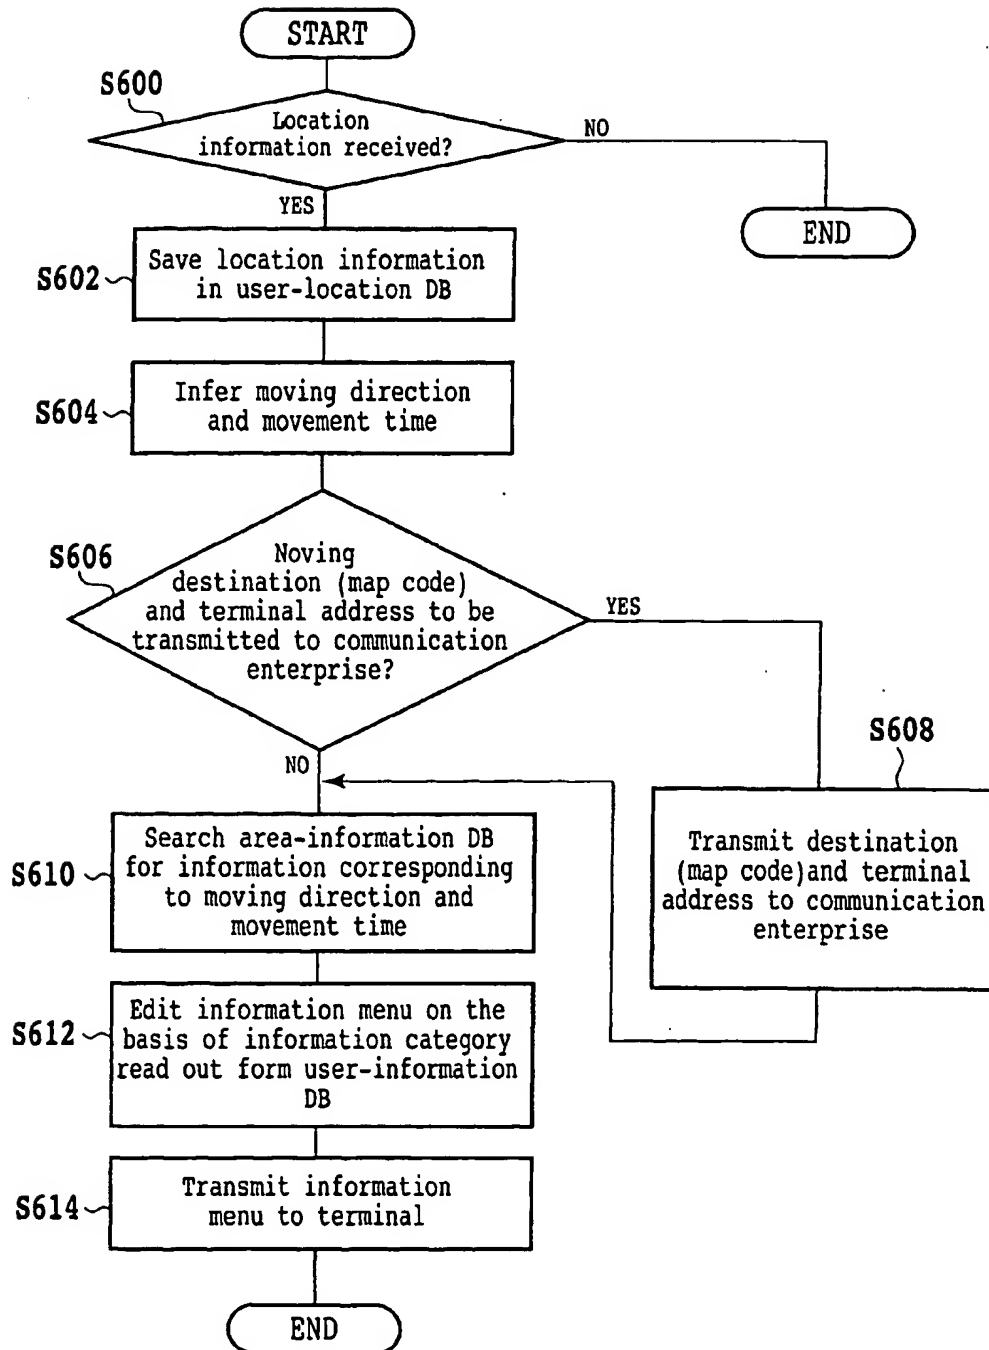 START
S600
Location
information received?
NO
YES
END
S602
Save location information
in user-location DB
S604
Infer moving direction
and movement time
S606
Noving
destination (map code)
and terminal address to be
transmitted to communication
enterprise?
YES
NO
S608
Transmit destination
(map code)and terminal
address to communication
enterprise
S610
Search area-information DB
for information corresponding
to moving direction and
movement time
S612
Edit information menu on the
basis of information category
read out form user-information
DB
S614
Transmit information
menu to terminal
END